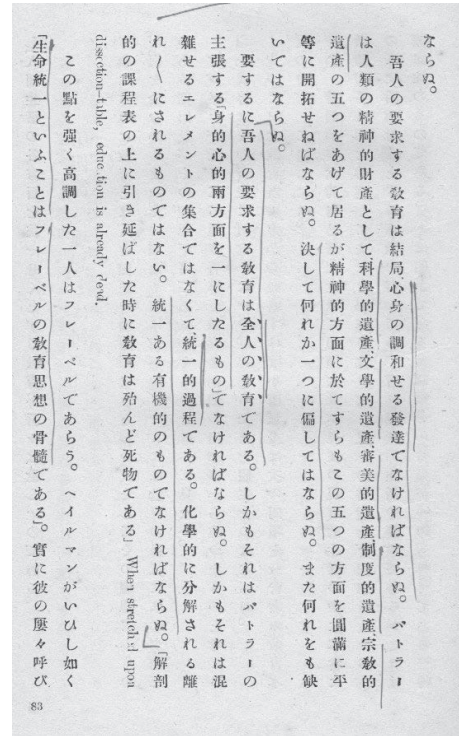 ならぬ。
吾人の要求する敎育は結局、心身の調和せる發達でなければならぬ。バトラー
は人類の精神的財產として、科學的遺產、文學的遺產、審美的遺產、制度的遺產、宗敎的
遺產の五つをあげて居るが、精神的方面に於てすらもこの五つの方面を圓滿に平
等に開拓せねばならぬ。決して何れか一つに偏してはならぬ。また何れをも缺
いてはならぬ。
要するに吾人の要求する敎育は全人の敎育である。しかもそれはバトラーの
主張する「身的心的兩方面を一にしたるもの」でなければならぬ。しかもそれは混
雜せるエレメントの集合ではなくて統一的過程である。化學的に分解される離
れ〱にされるものではない。統一ある有機的のものでなければならぬ。「解剖
的の課程表の上に引き延ばした時に敎育は殆んど死物である」When stretched upon
dissection-table, education is already dead.
この點を强く高調した一人はフレーベルであらう。ヘイルマンがいひし如く
「生命統一といふことはフレーベルの敎育思想の骨髓である」。實に彼の屢々呼び
83